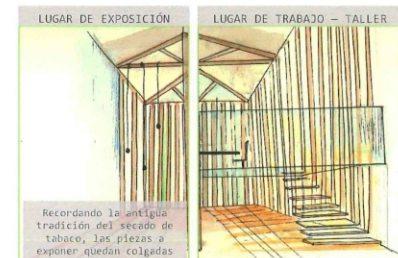 LUGAR DE EXPOSICIÓN
LUGAR DE TRABAJO — TALLER
Recordando la antigua
tradición del secado de
tabaco, las piezas a
exponer quedan colgadas